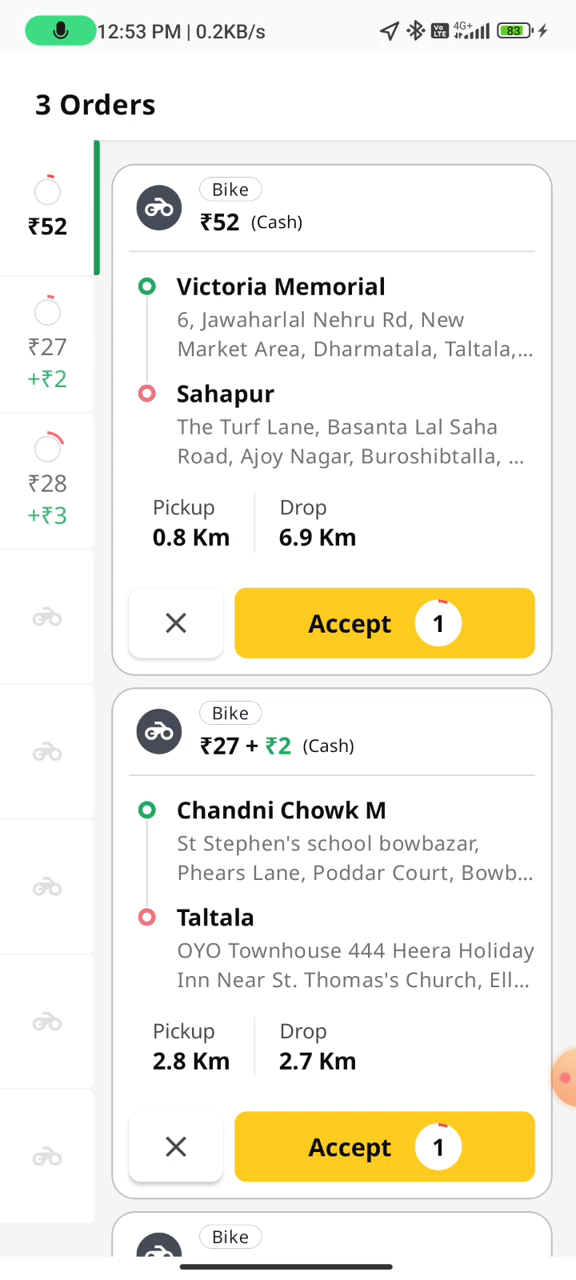 12:53 PM | 0.2KB/s
Vo LTE
4G+
83
3 Orders
₹52
₹27
+₹2
₹28
+₹3
Bike
₹52 (Cash)
Victoria Memorial
6, Jawaharlal Nehru Rd, New
Market Area, Dharmatala, Taltala,...
Sahapur
The Turf Lane, Basanta Lal Saha
Road, Ajoy Nagar, Buroshibtalla, ...
Pickup
Drop
0.8 Km
6.9 Km
Accept 1
Bike
₹27 + ₹2 (Cash)
Chandni Chowk M
St Stephen's school bowbazar,
Phears Lane, Poddar Court, Bowb...
Taltala
OYO Townhouse 444 Heera Holiday
Inn Near St. Thomas's Church, Ell...
Pickup
Drop
2.8 Km
2.7 Km
Accept 1
Bike